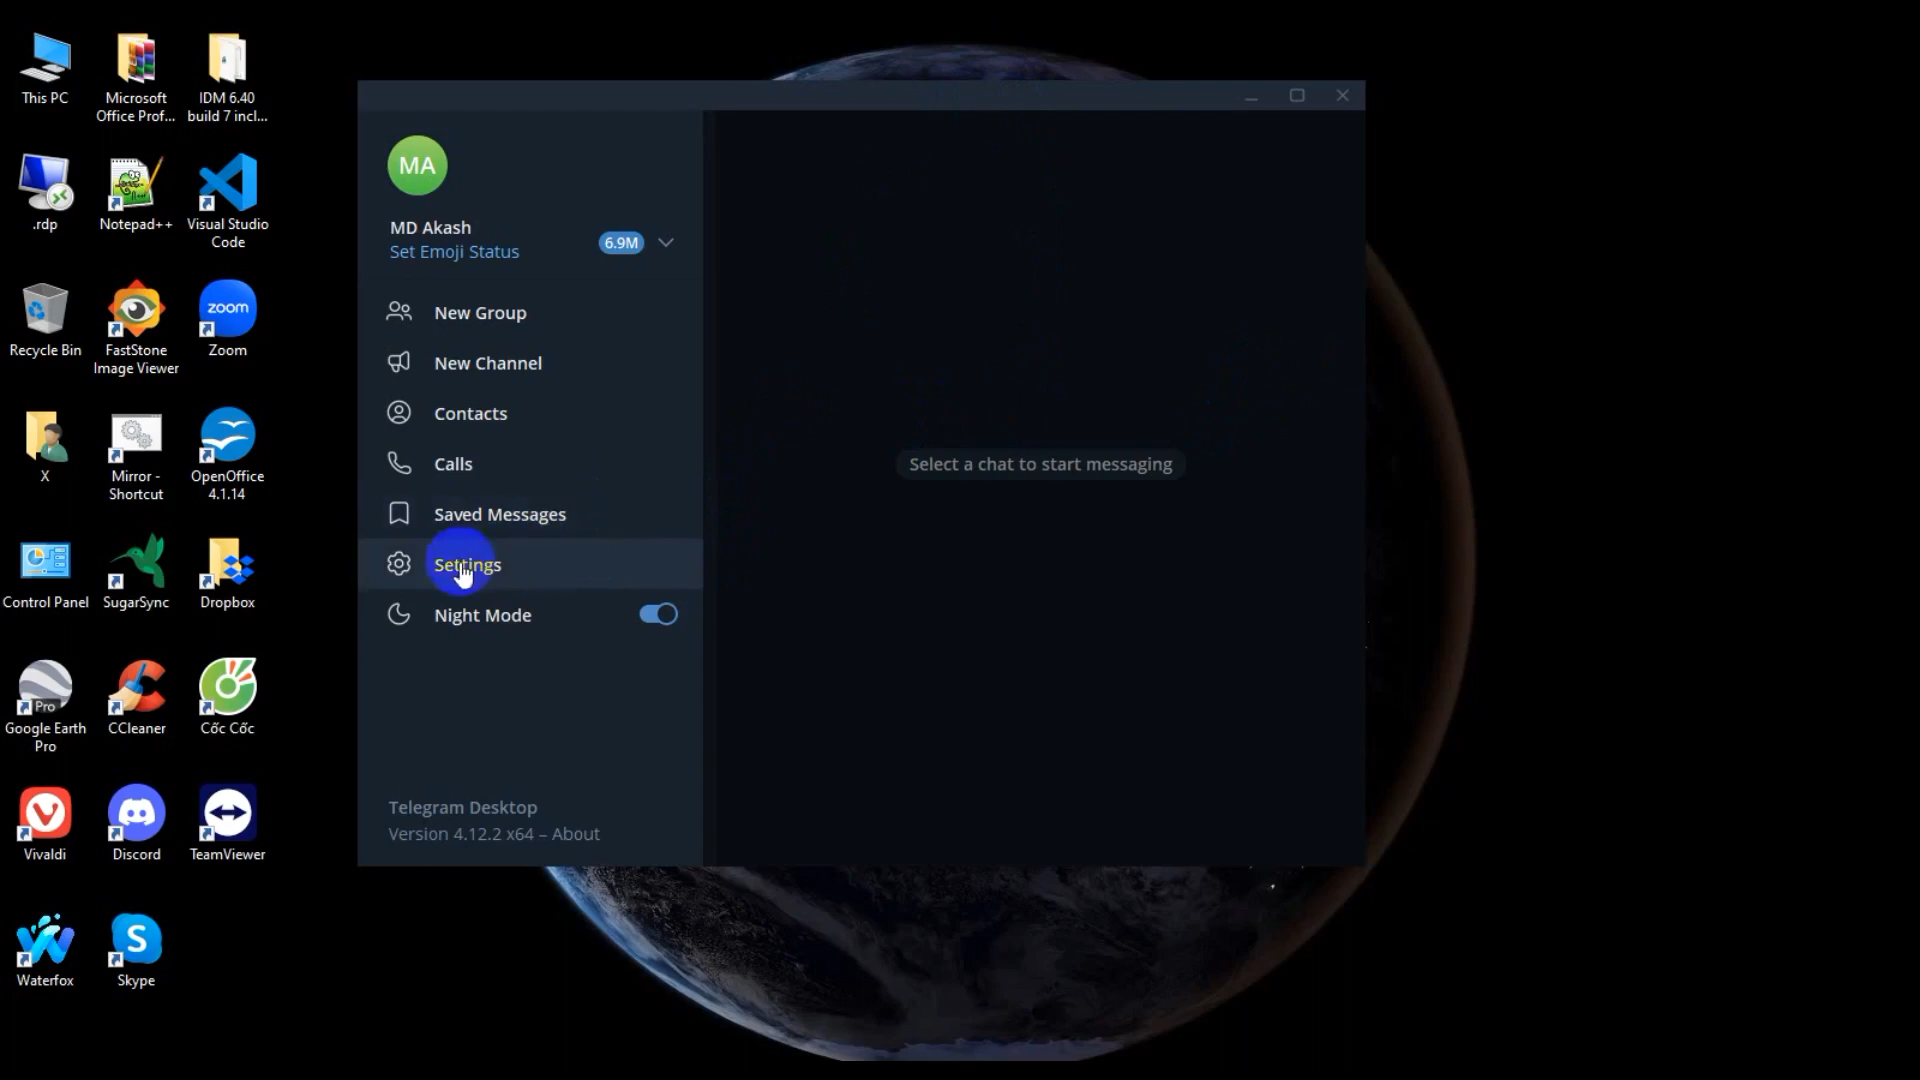 This PC
Microsoft
Office Prof...
IDM 6.40
build 7 incl...
.rdp
Notepad++
Visual Studio
Code
Recycle Bin
FastStone
Image Viewer
zoom
Zoom
X
Mirror -
Shortcut
OpenOffice
4.1.14
Control Panel
SugarSync
Dropbox
Pro
Google Earth
Pro
CCleaner
Cốc Cốc
Vivaldi
Discord
TeamViewer
Waterfox
S
Skype
MA
MD Akash
Set Emoji Status
6.9M
New Group
New Channel
Contacts
Calls
Saved Messages
Settings
Night Mode
Telegram Desktop
Version 4.12.2 x64 – About
Select a chat to start messaging